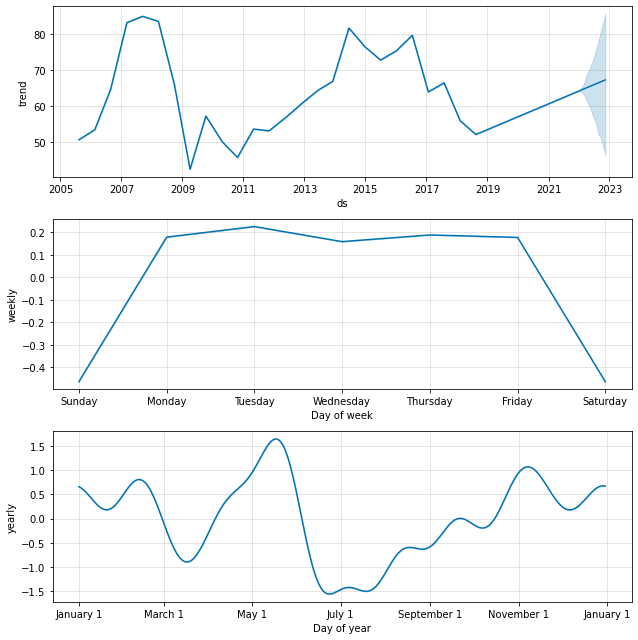 80
70
60
50
trend
2005 2007 2009 2011 2013 2015 2017 2019 2021 2023
ds
0.2
0.1
0.0
−0.1
−0.2
−0.3
−0.4
weekly
Sunday Monday Tuesday Wednesday Thursday Friday Saturday
Day of week
1.5
1.0
0.5
0.0
−0.5
−1.0
−1.5
yearly
January 1 March 1 May 1 July 1 September 1 November 1 January 1
Day of year